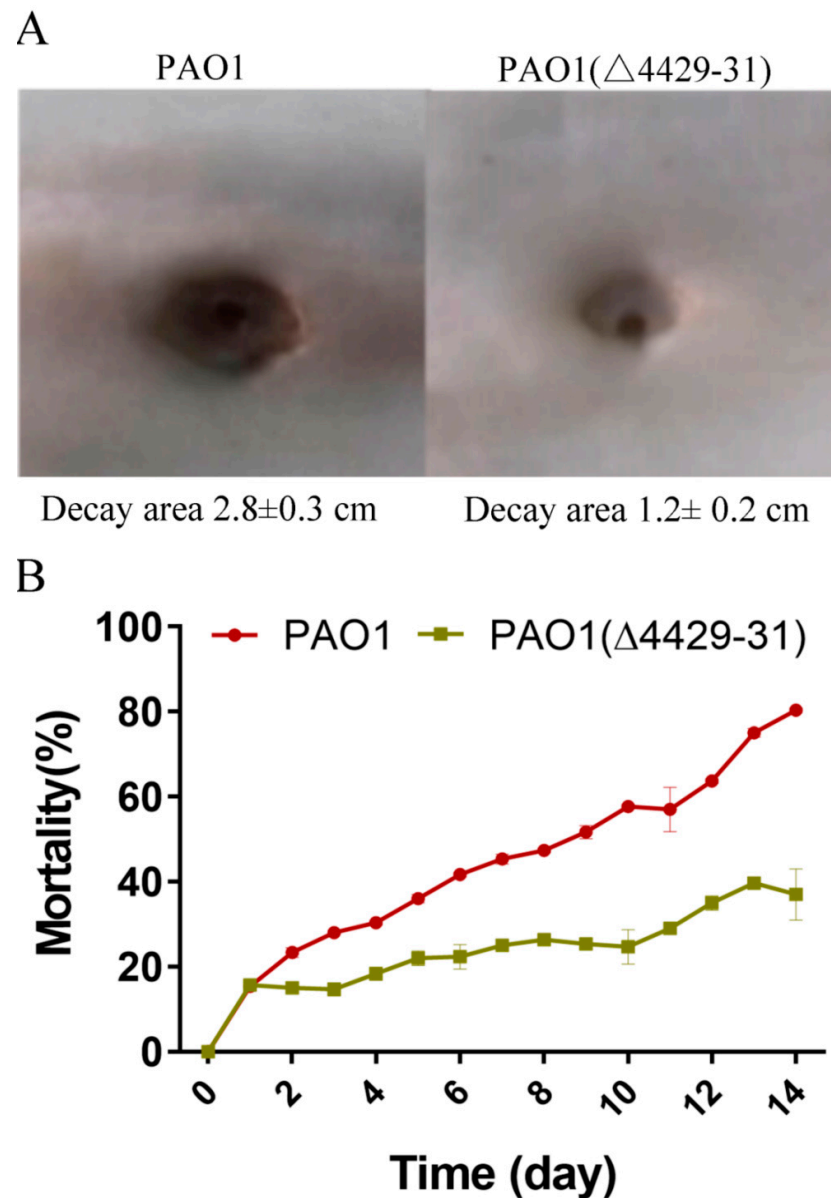 A
PAO1 PAO1(△4429-31)
Decay area 2.8±0.3 cm Decay area 1.2± 0.2 cm
B
PAO1 PAO1(Δ4429-31)
100
80
60
40
20
0
Mortality(%)
0 2 4 6 8 10 12 14
Time (day)